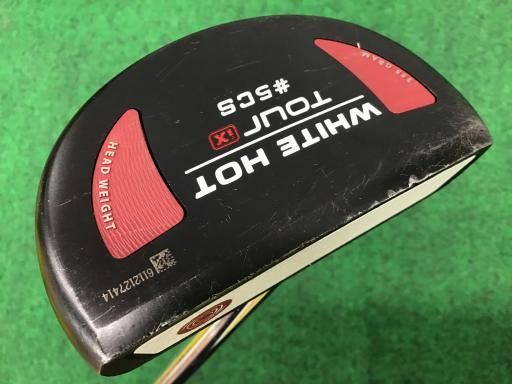 WHITE HOT
TOUR iX
#5CS
HEAD WEIGHT
6112127414